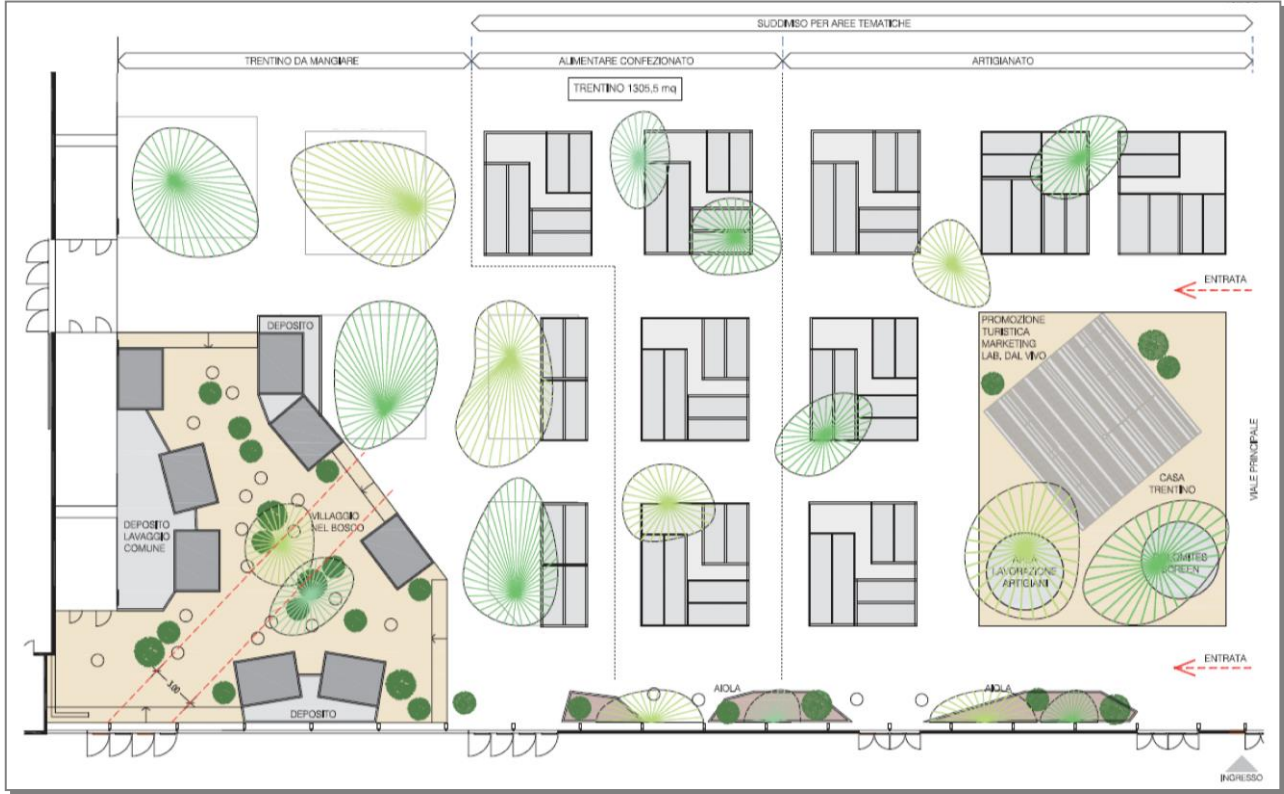 SUDDIMISO PER AREE TEMATICHE
TRENTINO DA MANGIARE
ALIMENTARE CONFEZIONATO
ARTIGIANATO
TRENTINO 1305,5 mq
ENTRATA
DEPOSITO
PROMOZIONE
TURISTICA
MARKETING
LAB, DAL VIVO
VIALE PRINCIPALE
CASA
TRENTINO
VILLAGGIO
NEL BOSCO
DEPOSITO
LAVAGGIO
COMUNE
LAVORAZIONE
ARTIGIANI
SCREEN
ENTRATA
3,00
AIOLA
AIOLA
DEPOSITO
INGRESSO